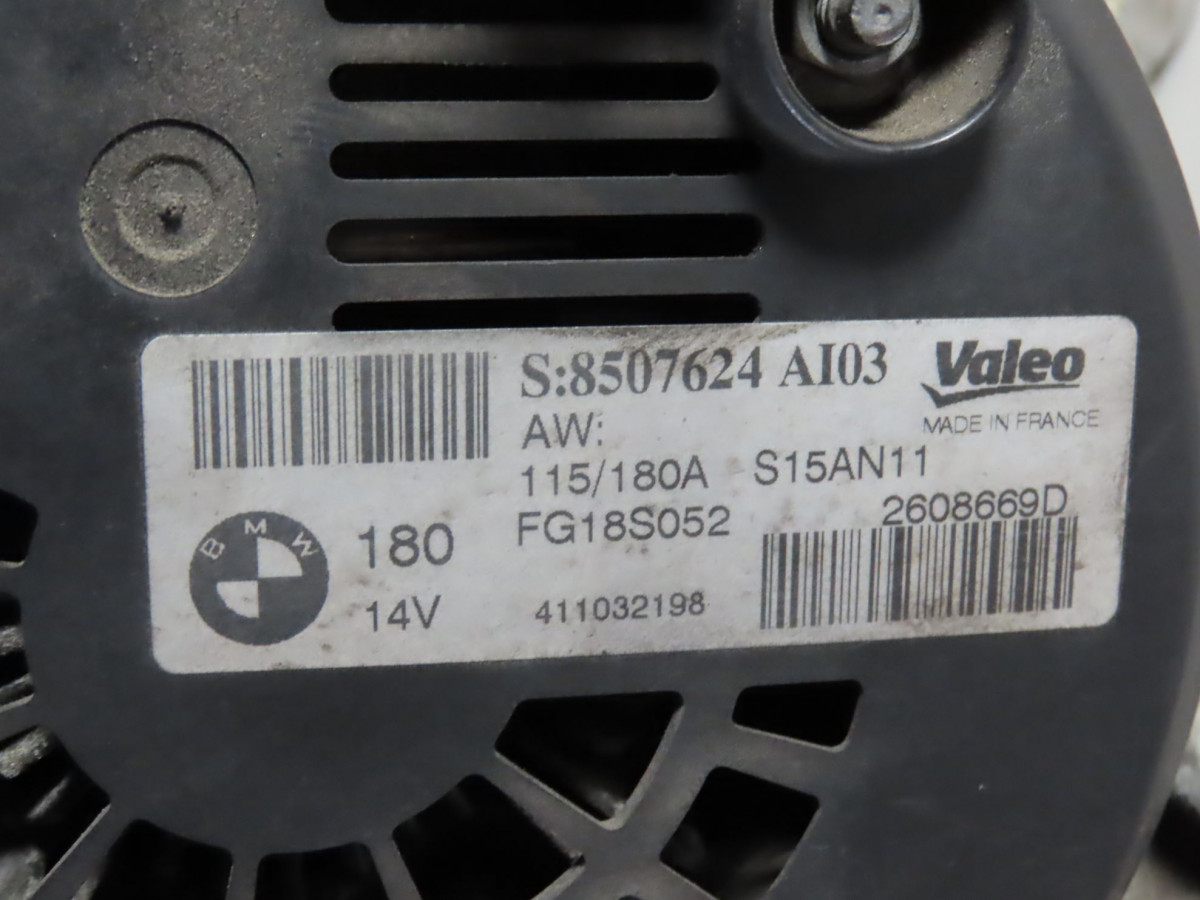 S:8507624 AI03
Valeo
MADE IN FRANCE
AW:
115/180A S15AN11
FG18S052
2608669D
BMW
180
14V
411032198